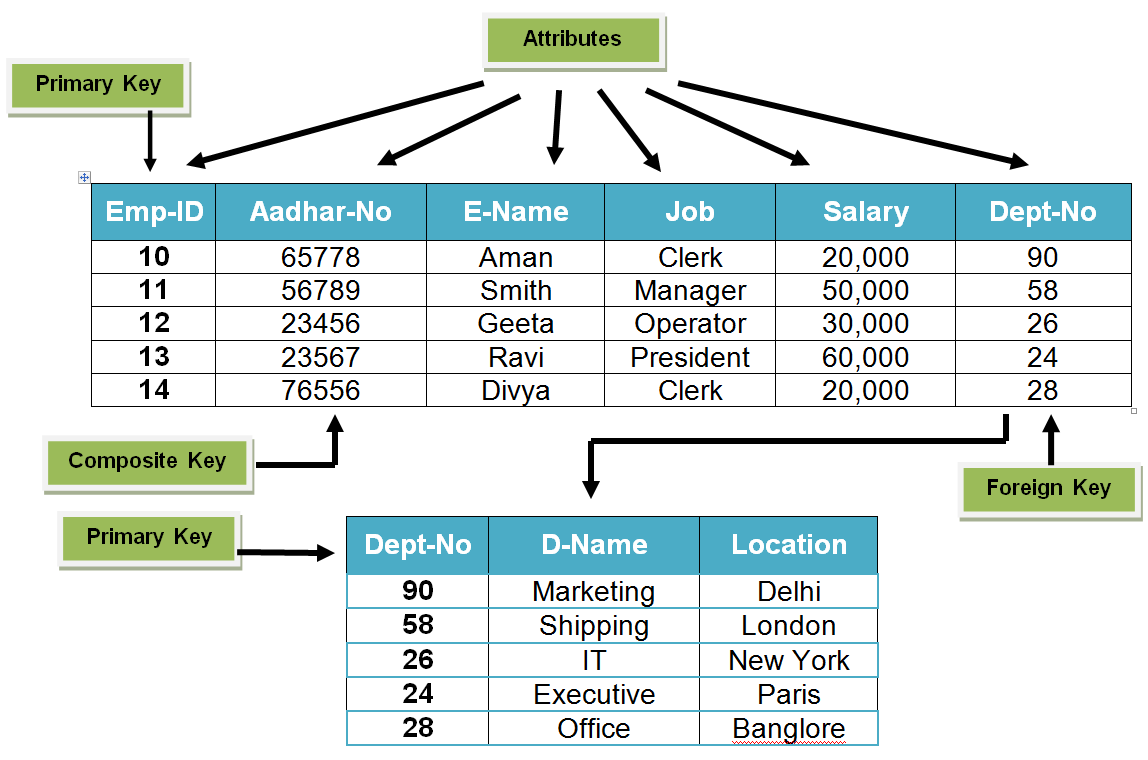 Attributes
Primary Key
Emp-ID Aadhar-No E-Name Job Salary Dept-No
10 65778 Aman Clerk 20,000 90
11 56789 Smith Manager 50,000 58
12 23456 Geeta Operator 30,000 26
13 23567 Ravi President 60,000 24
14 76556 Divya Clerk 20,000 28
Composite Key
Foreign Key
Primary Key
Dept-No D-Name Location
90 Marketing Delhi
58 Shipping London
26 IT New York
24 Executive Paris
28 Office Banglore